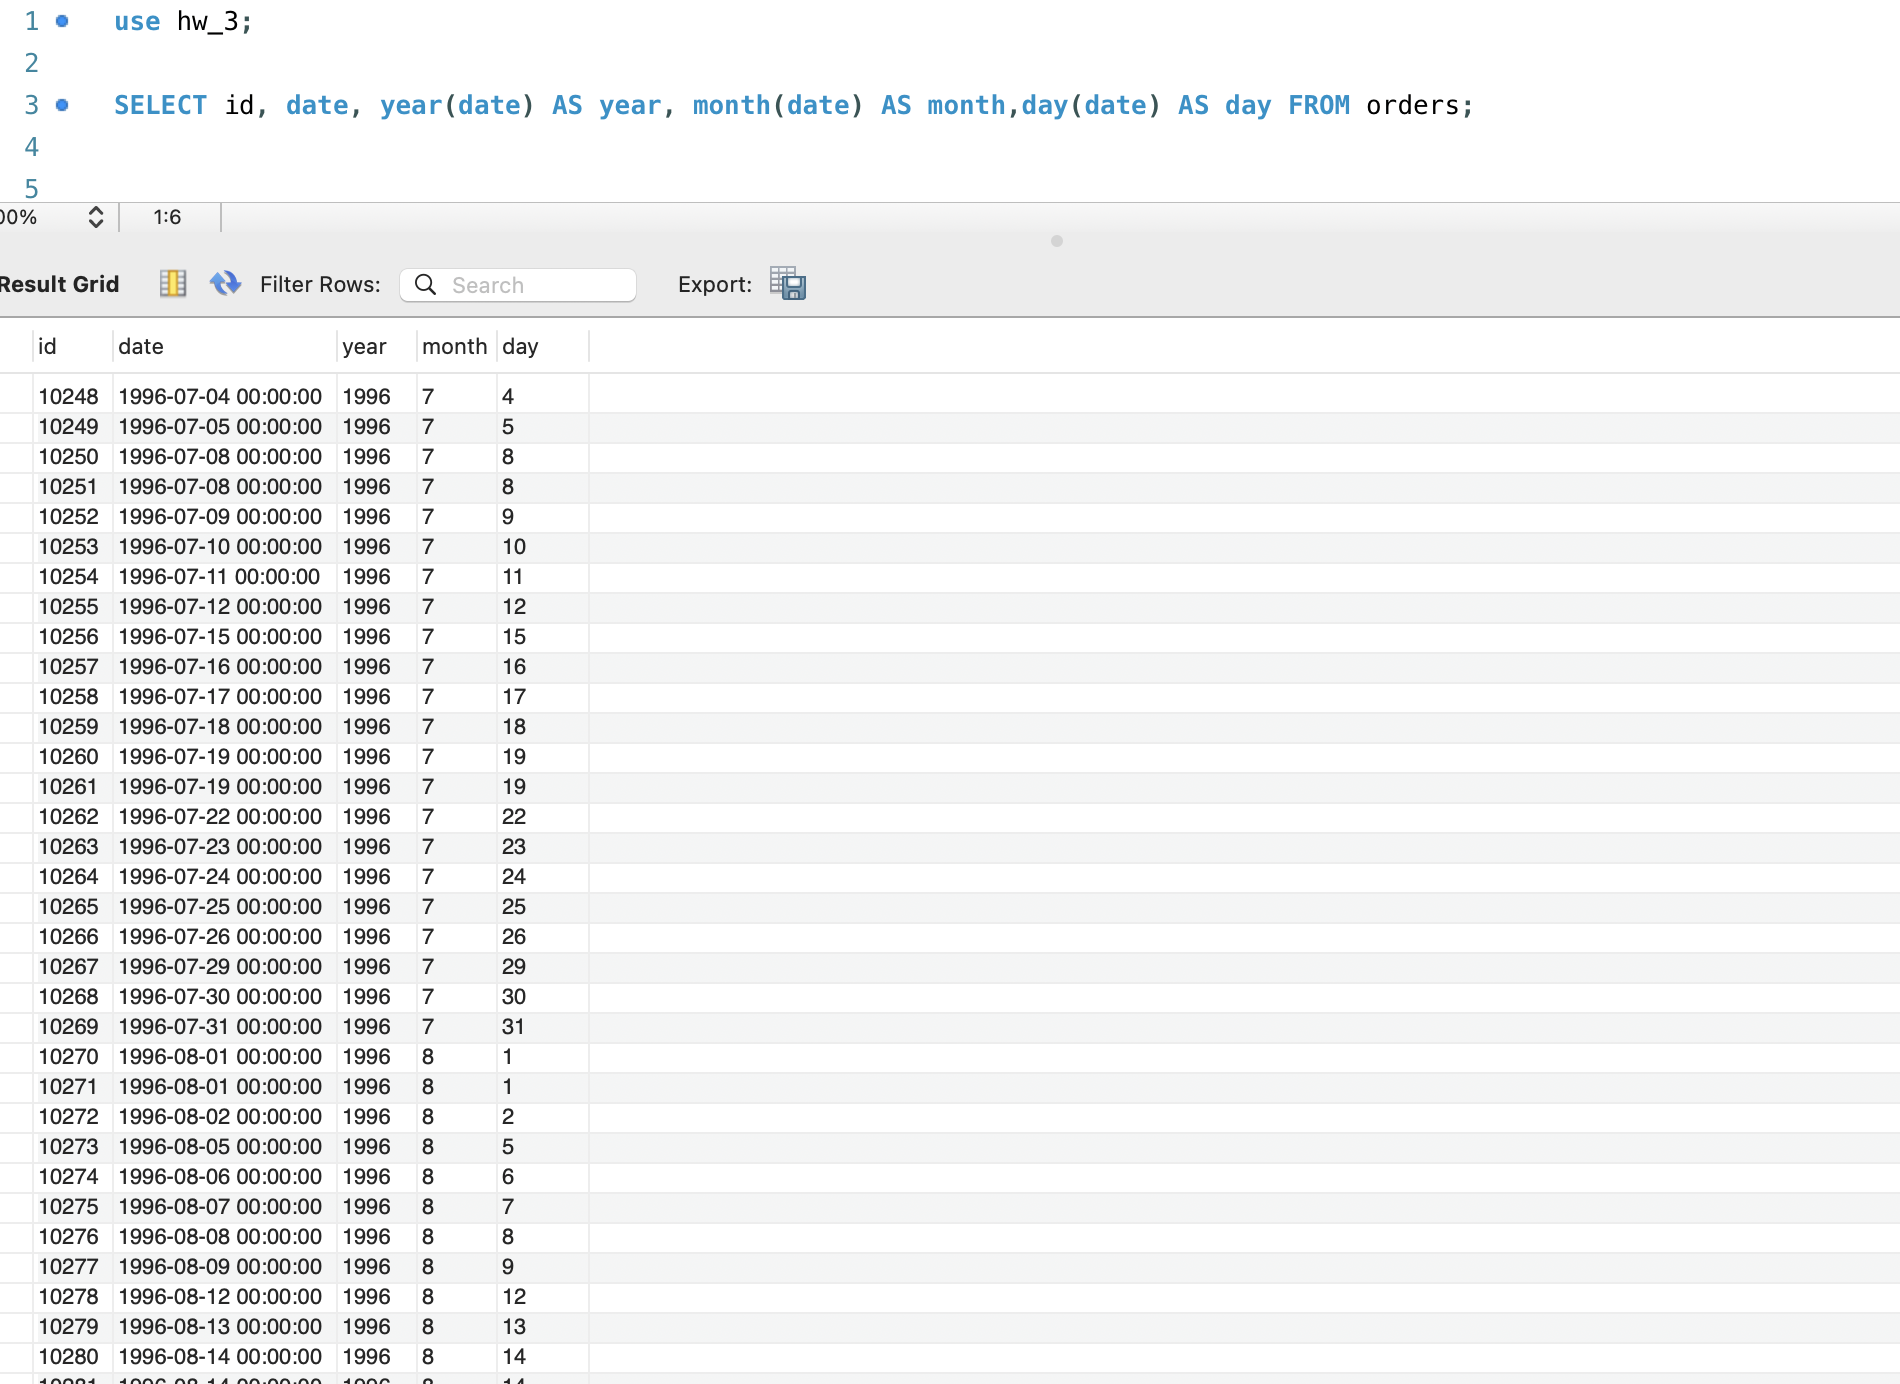 1 use hw_3;
2
3 SELECT id, date, year(date) AS year, month(date) AS month,day(date) AS day FROM orders;
4
5
00% 1:6
Result Grid Filter Rows: Search Export:
id date year month day
10248 1996-07-04 00:00:00 1996 7 4
10249 1996-07-05 00:00:00 1996 7 5
10250 1996-07-08 00:00:00 1996 7 8
10251 1996-07-08 00:00:00 1996 7 8
10252 1996-07-09 00:00:00 1996 7 9
10253 1996-07-10 00:00:00 1996 7 10
10254 1996-07-11 00:00:00 1996 7 11
10255 1996-07-12 00:00:00 1996 7 12
10256 1996-07-15 00:00:00 1996 7 15
10257 1996-07-16 00:00:00 1996 7 16
10258 1996-07-17 00:00:00 1996 7 17
10259 1996-07-18 00:00:00 1996 7 18
10260 1996-07-19 00:00:00 1996 7 19
10261 1996-07-19 00:00:00 1996 7 19
10262 1996-07-22 00:00:00 1996 7 22
10263 1996-07-23 00:00:00 1996 7 23
10264 1996-07-24 00:00:00 1996 7 24
10265 1996-07-25 00:00:00 1996 7 25
10266 1996-07-26 00:00:00 1996 7 26
10267 1996-07-29 00:00:00 1996 7 29
10268 1996-07-30 00:00:00 1996 7 30
10269 1996-07-31 00:00:00 1996 7 31
10270 1996-08-01 00:00:00 1996 8 1
10271 1996-08-01 00:00:00 1996 8 1
10272 1996-08-02 00:00:00 1996 8 2
10273 1996-08-05 00:00:00 1996 8 5
10274 1996-08-06 00:00:00 1996 8 6
10275 1996-08-07 00:00:00 1996 8 7
10276 1996-08-08 00:00:00 1996 8 8
10277 1996-08-09 00:00:00 1996 8 9
10278 1996-08-12 00:00:00 1996 8 12
10279 1996-08-13 00:00:00 1996 8 13
10280 1996-08-14 00:00:00 1996 8 14
10281 1996-08-14 00:00:00 1996 8 14